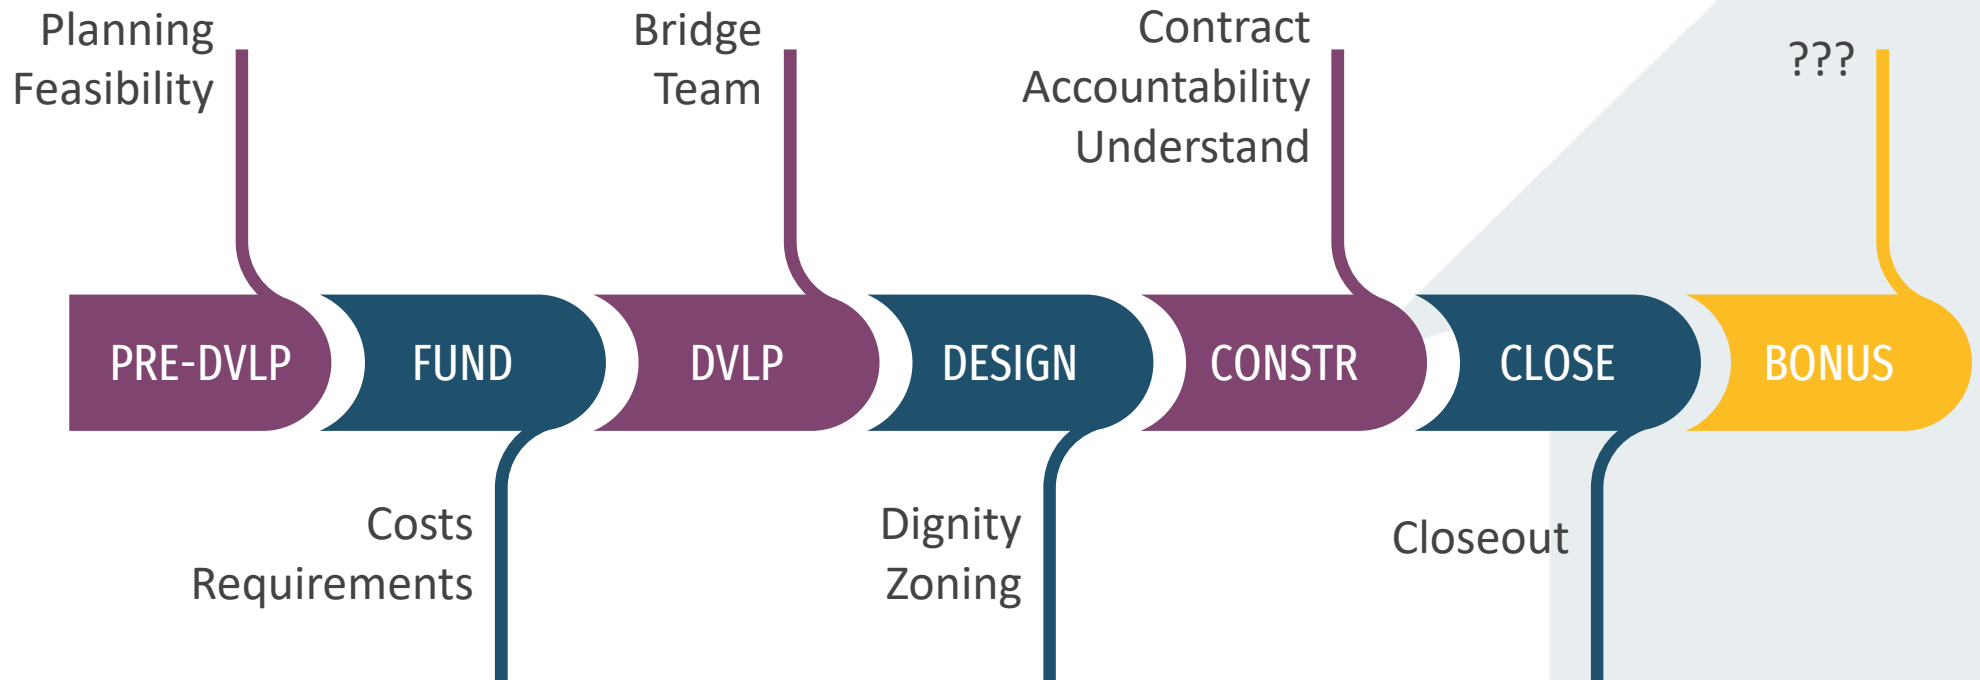 Planning
Feasibility
Bridge
Team
Contract
Accountability
Understand
???
PRE-DVLP
FUND
DVLP
DESIGN
CONSTR
CLOSE
BONUS
Costs
Requirements
Dignity
Zoning
Closeout